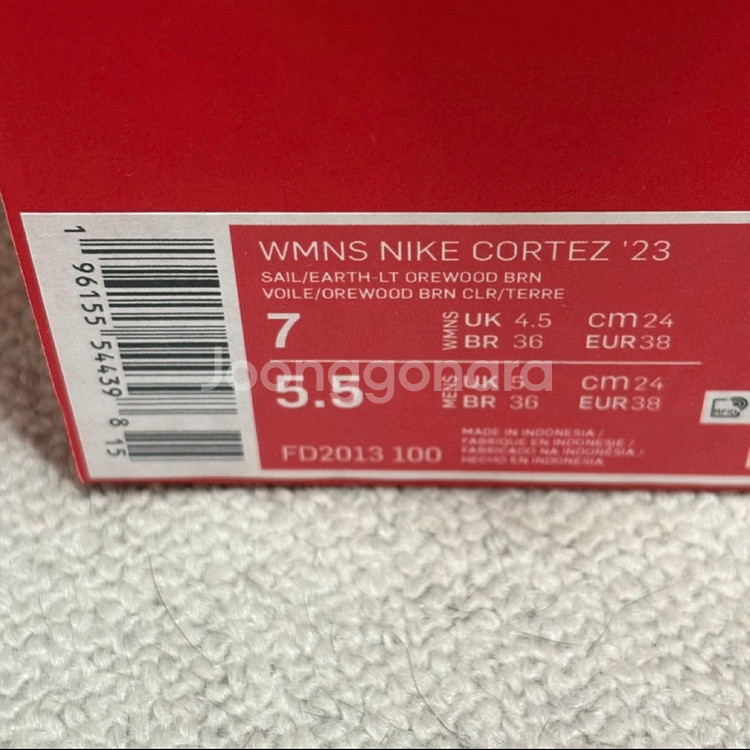 1 96155 54439 8 15
WMNS NIKE CORTEZ '23
SAIL/EARTH-LT OREWOOD BRN
VOILE/OREWOOD BRN CLR/TERRE
7 WMNS UK 4.5 cm 24
BR 36 EUR 38
5.5 MENS UK 5 cm 24
BR 36 EUR 38
Joonggonara
FD2013 100
MADE IN INDONESIA /
FABRIQUE EN INDONESIE /
FABRICADO NA INDONÉSIA /
HECHO EN INDONESIA
RFID